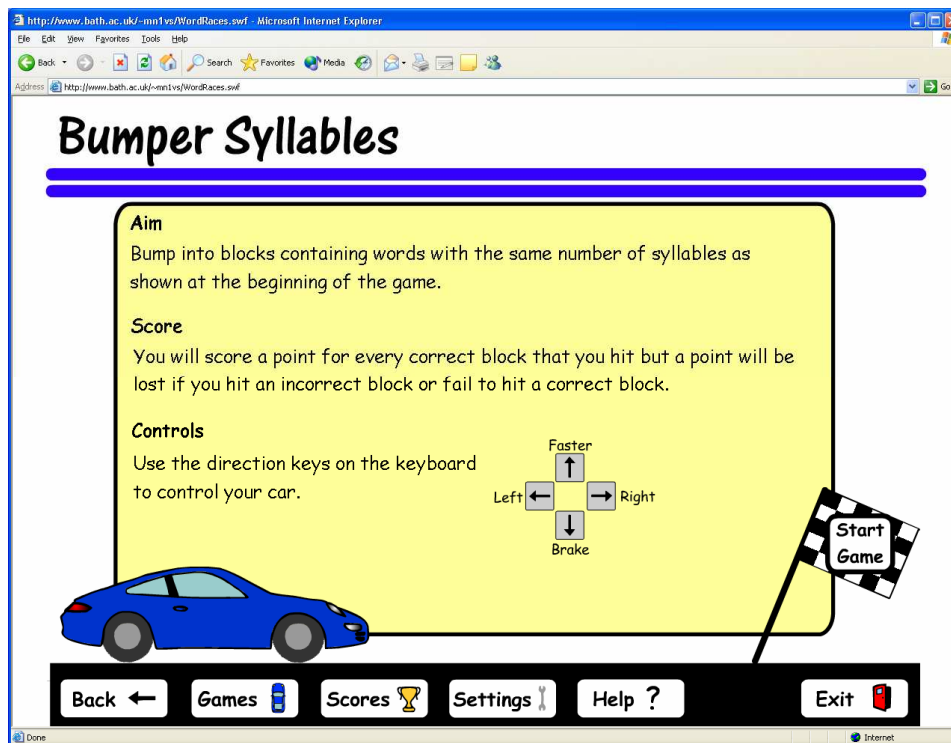 http://www.bath.ac.uk/~mn1vs/WordRaces.swf - Microsoft Internet Explorer
File Edit View Favorites Tools Help
Back Search Favorites Media
Address http://www.bath.ac.uk/~mn1vs/WordRaces.swf Go
Bumper Syllables
Aim
Bump into blocks containing words with the same number of syllables as
shown at the beginning of the game.
Score
You will score a point for every correct block that you hit but a point will be
lost if you hit an incorrect block or fail to hit a correct block.
Controls
Use the direction keys on the keyboard
to control your car.
Faster
Left Right
Brake
Start
Game
Back Games Scores Settings Help ? Exit
Done Internet